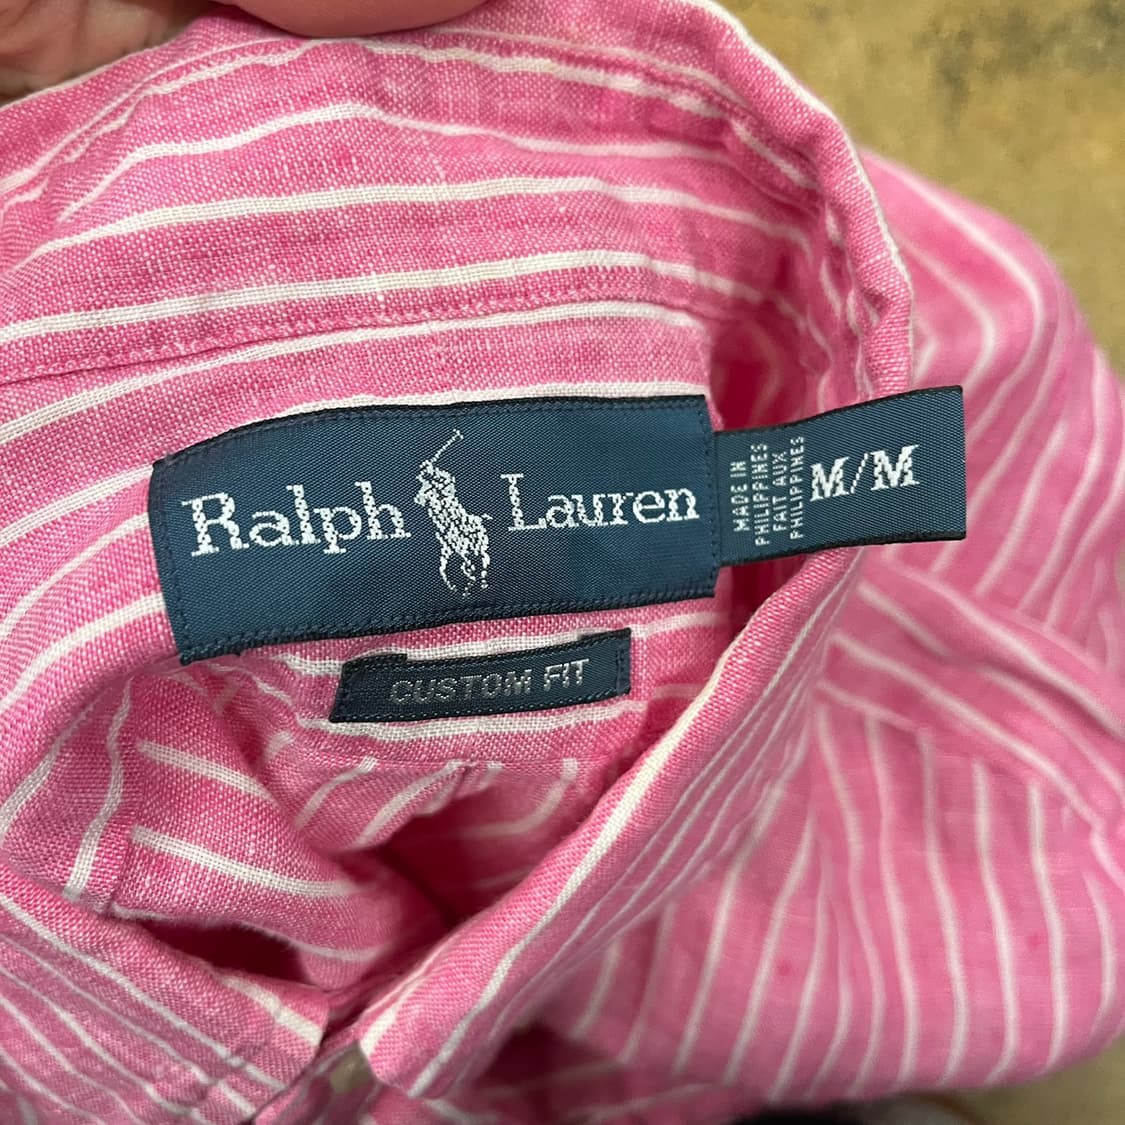 Ralph Lauren
MADE IN
PHILIPPINES
FAIT AUX
PHILIPPINES
M/M
CUSTOM FIT